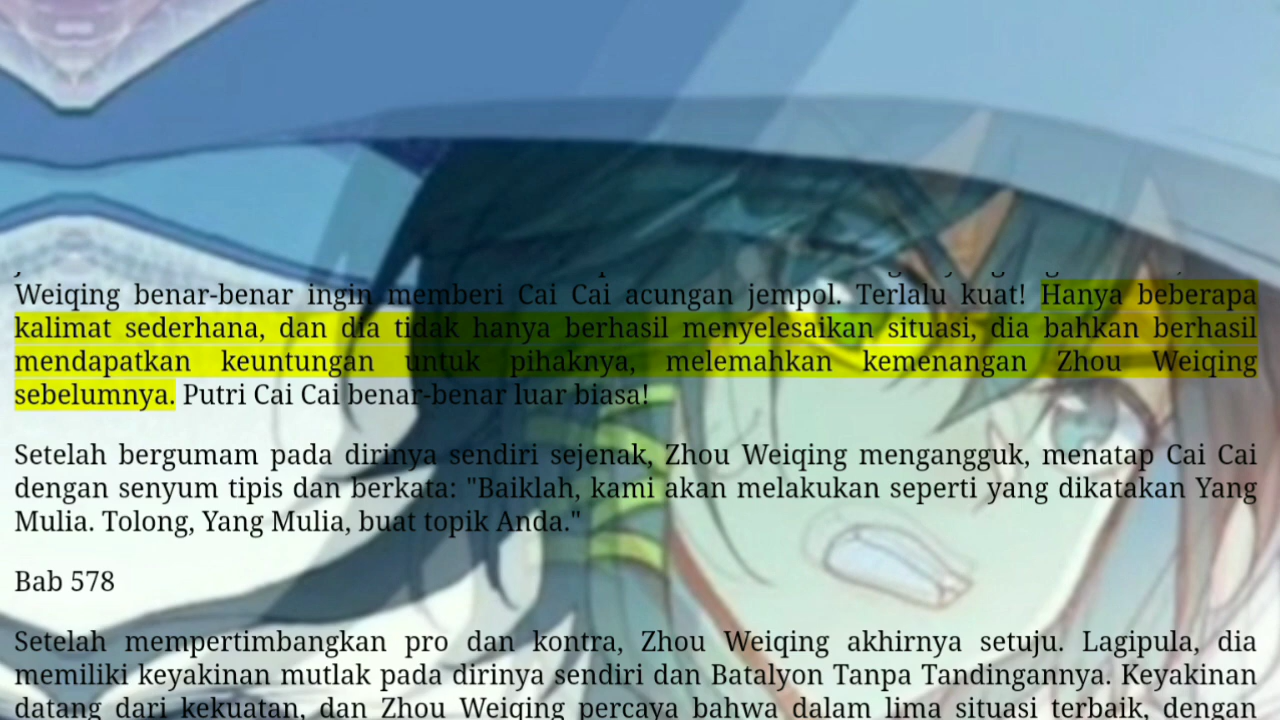 Weiqing benar-benar ingin memberi Cai Cai acungan jempol. Terlalu kuat! Hanya beberapa
kalimat sederhana, dan dia tidak hanya berhasil menyelesaikan situasi, dia bahkan berhasil
mendapatkan keuntungan untuk pihaknya, melemahkan kemenangan Zhou Weiqing
sebelumnya. Putri Cai Cai benar-benar luar biasa!
Setelah bergumam pada dirinya sendiri sejenak, Zhou Weiqing mengangguk, menatap Cai Cai
dengan senyum tipis dan berkata: "Baiklah, kami akan melakukan seperti yang dikatakan Yang
Mulia. Tolong, Yang Mulia, buat topik Anda."
Bab 578
Setelah mempertimbangkan pro dan kontra, Zhou Weiqing akhirnya setuju. Lagipula, dia
memiliki keyakinan mutlak pada dirinya sendiri dan Batalyon Tanpa Tandingannya. Keyakinan
datang dari kekuatan, dan Zhou Weiqing percaya bahwa dalam lima situasi terbaik, dengan